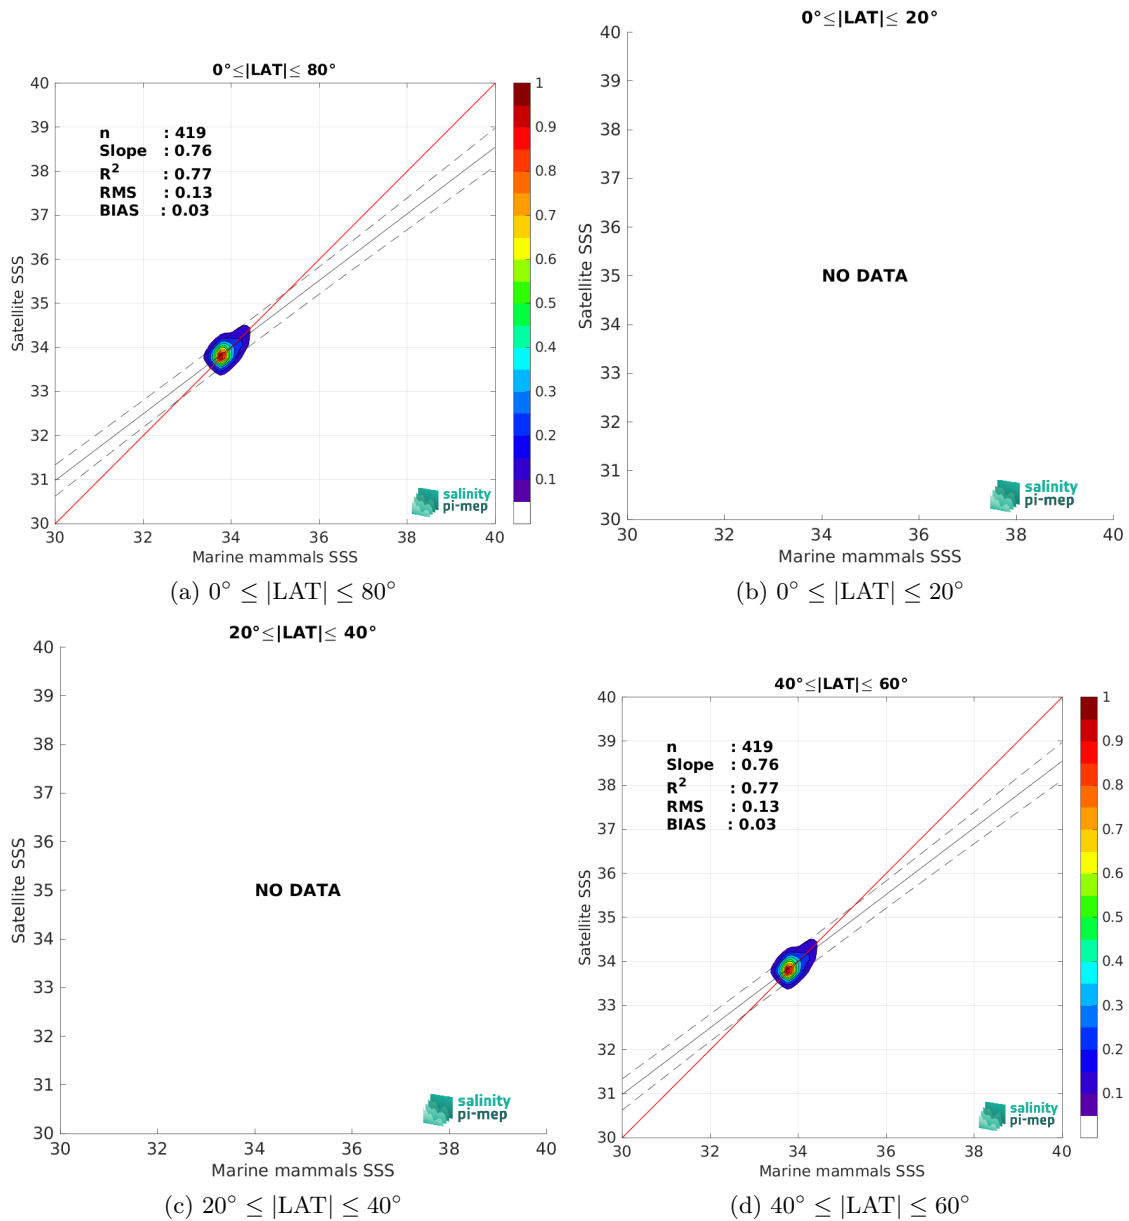 0°≤|LAT|≤ 80°
n : 419
Slope : 0.76
R² : 0.77
RMS : 0.13
BIAS : 0.03
40
39
38
37
36
35
34
33
32
31
30
Satellite SSS
30 32 34 36 38 40
Marine mammals SSS
1
0.9
0.8
0.7
0.6
0.5
0.4
0.3
0.2
0.1
salinity
pi-mep
(a) 0° ≤ |LAT| ≤ 80°
0°≤|LAT|≤ 20°
40
39
38
37
36
35
34
33
32
31
30
Satellite SSS
NO DATA
salinity
pi-mep
30 32 34 36 38 40
Marine mammals SSS
(b) 0° ≤ |LAT| ≤ 20°
20°≤|LAT|≤ 40°
40
39
38
37
36
35
34
33
32
31
30
Satellite SSS
NO DATA
salinity
pi-mep
30 32 34 36 38 40
Marine mammals SSS
(c) 20° ≤ |LAT| ≤ 40°
40°≤|LAT|≤ 60°
n : 419
Slope : 0.76
R² : 0.77
RMS : 0.13
BIAS : 0.03
40
39
38
37
36
35
34
33
32
31
30
Satellite SSS
30 32 34 36 38 40
Marine mammals SSS
1
0.9
0.8
0.7
0.6
0.5
0.4
0.3
0.2
0.1
salinity
pi-mep
(d) 40° ≤ |LAT| ≤ 60°